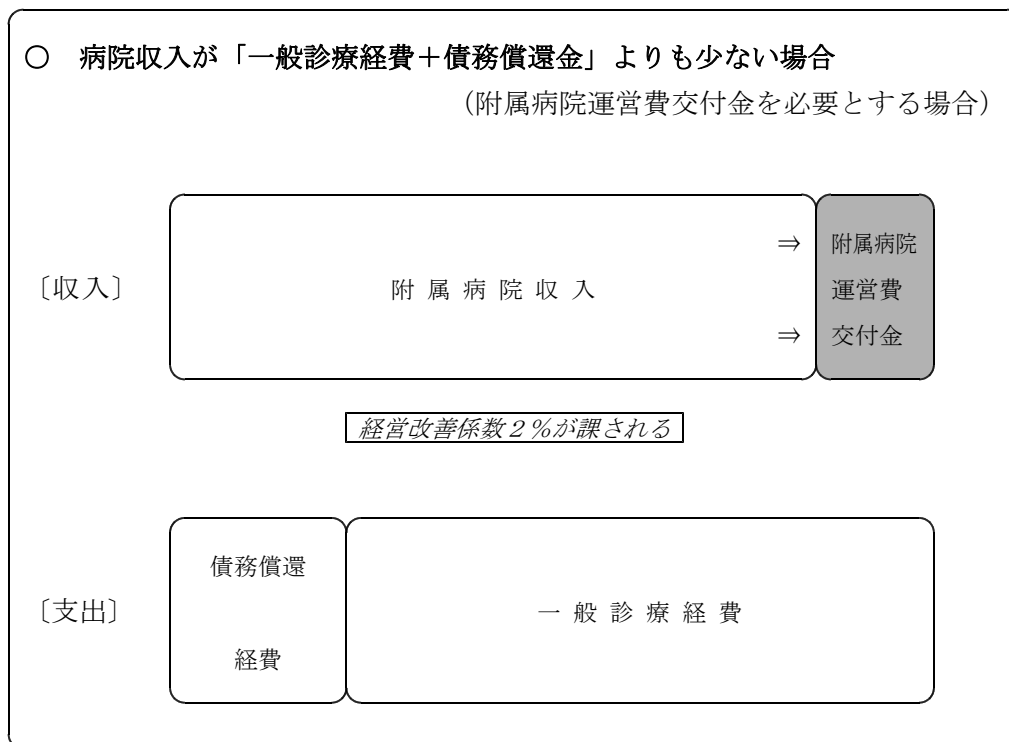 ○ 病院収入が「一般診療経費+債務償還金」よりも少ない場合
（附属病院運営費交付金を必要とする場合）
⇒ 附属病院
〔収入〕 附属病院収入 運営費
⇒ 交付金
経営改善係数２％が課される
債務償還
〔支出〕 一般診療経費
経費